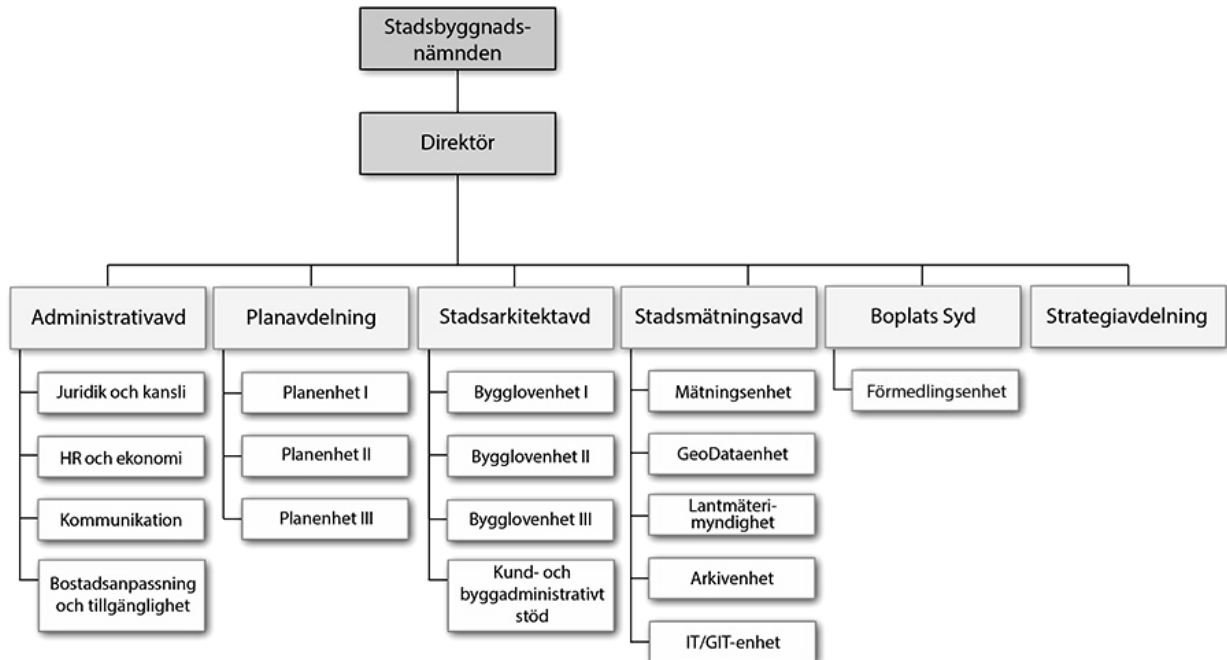 Stadsbyggnads-
nämnden
Direktör
Administrativavd
Juridik och kansli
HR och ekonomi
Kommunikation
Bostadsanpassning
och tillgänglighet
Planavdelning
Planenhet I
Planenhet II
Planenhet III
Stadsarkitektavd
Bygglovenhet I
Bygglovenhet II
Bygglovenhet III
Kund- och
byggadministrativt
stöd
Stadsmätningsavd
Mätningsenhet
GeoDataenhet
Lantmäteri-
myndighet
Arkivenhet
IT/GIT-enhet
Boplats Syd
Förmedlingsenhet
Strategiavdelning